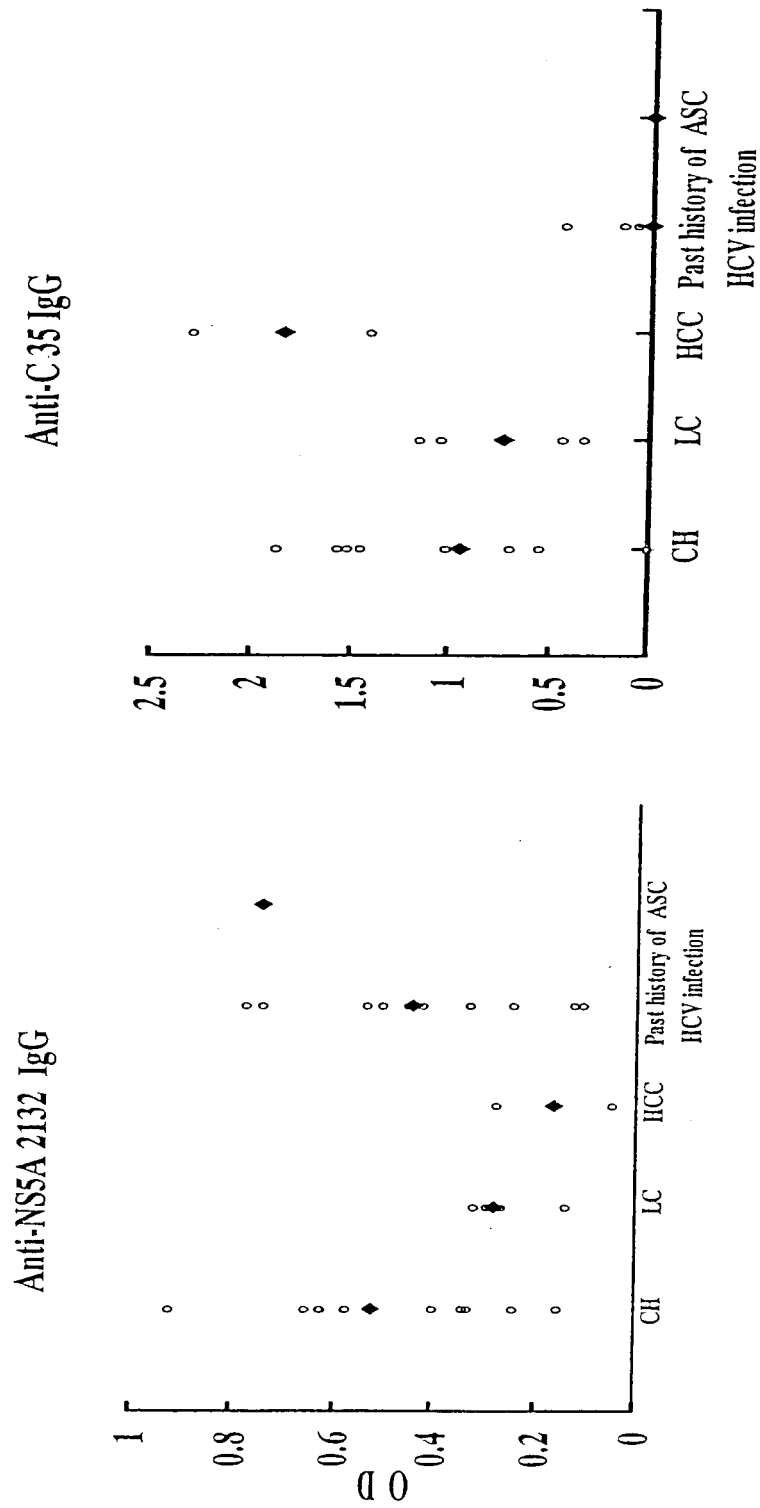 Anti-NS5A 2132 IgG
O D
1
0.8
0.6
0.4
0.2
0
CH
LC
HCC
Past history of ASC
HCV infection
Anti-C 35 IgG
2.5
2
1.5
1
0.5
0
CH
LC
HCC
Past history of ASC
HCV infection